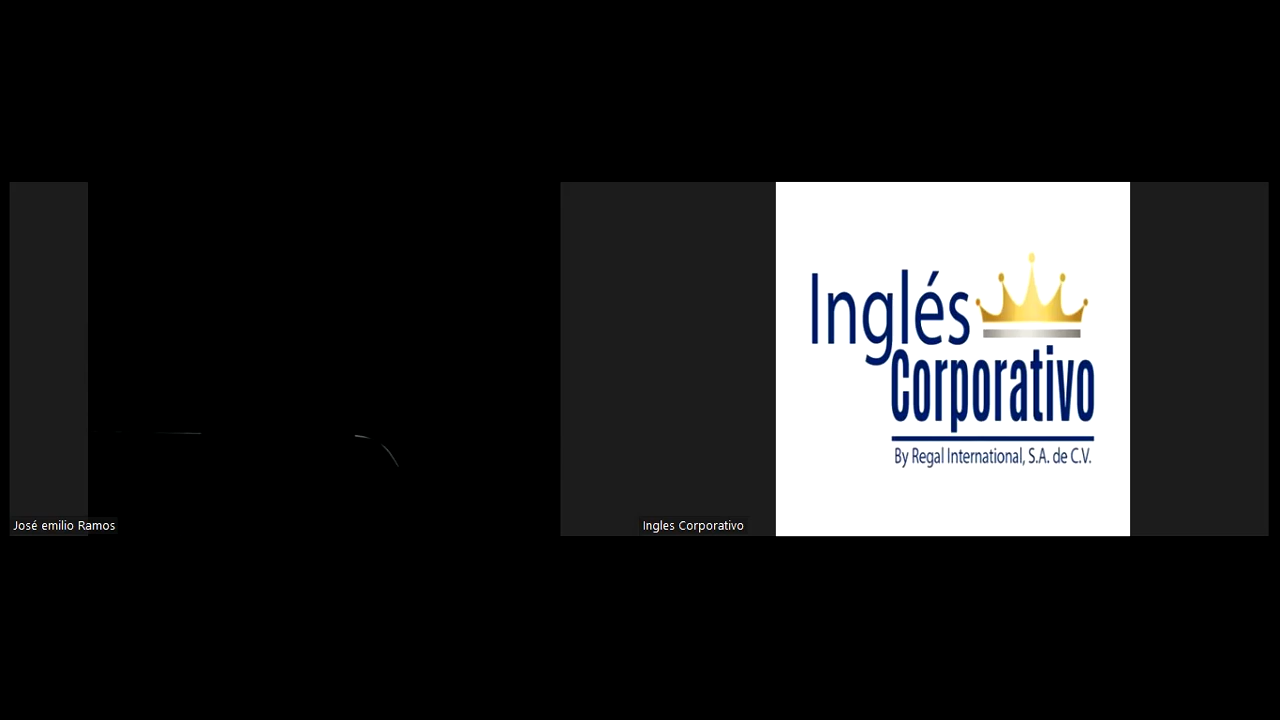 Inglés
Corporativo
By Regal International, S.A. de C.V.
José emilio Ramos
Ingles Corporativo